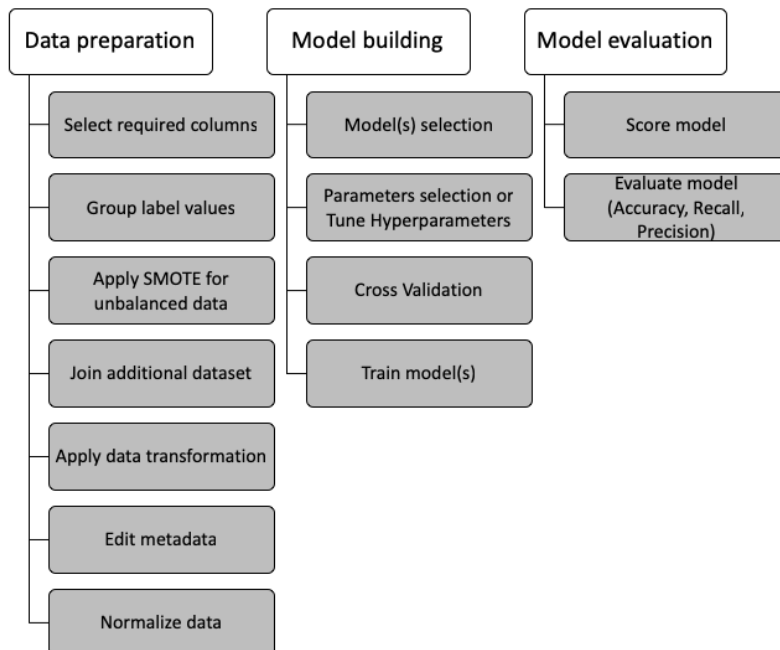 Data preparation
Select required columns
Group label values
Apply SMOTE for
unbalanced data
Join additional dataset
Apply data transformation
Edit metadata
Normalize data
Model building
Model(s) selection
Parameters selection or
Tune Hyperparameters
Cross Validation
Train model(s)
Model evaluation
Score model
Evaluate model
(Accuracy, Recall,
Precision)